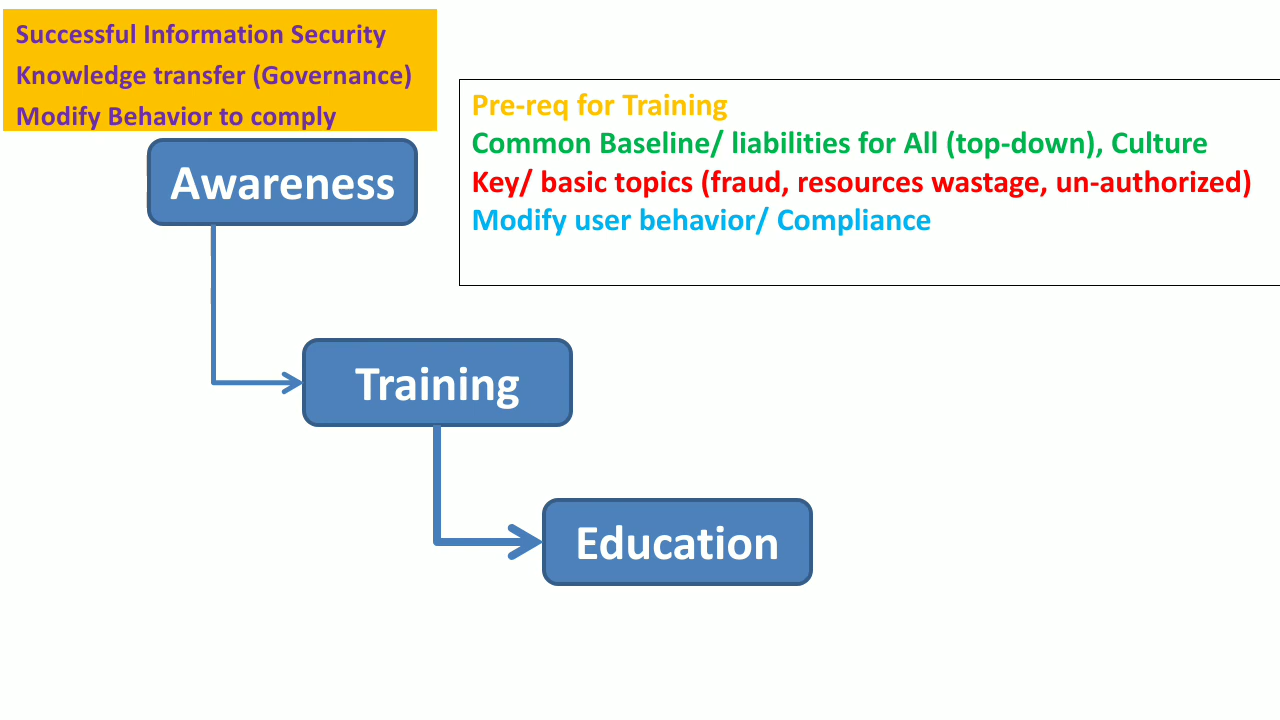 Successful Information Security
Knowledge transfer (Governance)
Modify Behavior to comply
Pre-req for Training
Common Baseline/ liabilities for All (top-down), Culture
Key/ basic topics (fraud, resources wastage, un-authorized)
Modify user behavior/ Compliance
Awareness
Training
Education